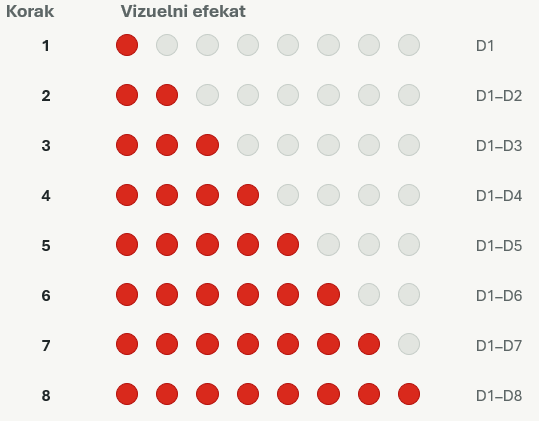 Korak Vizuelni efekat
1 D1
2 D1–D2
3 D1–D3
4 D1–D4
5 D1–D5
6 D1–D6
7 D1–D7
8 D1–D8